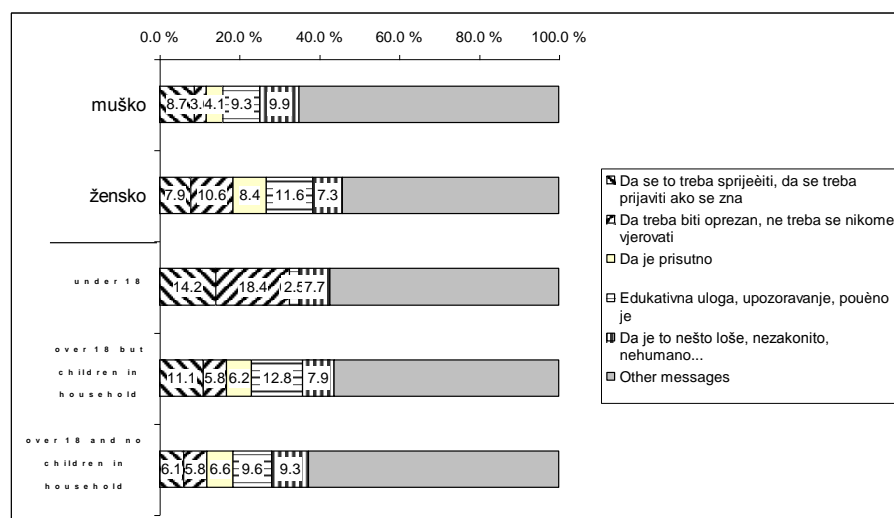 0.0 % 20.0 % 40.0 % 60.0 % 80.0 % 100.0 %
muško
8.7 3. 4.1 9.3 9.9
žensko
7.9 10.6 8.4 11.6 7.3
under 18
14.2 18.4 2.5 7.7
over 18 but
children in
household
11.1 5.8 6.2 12.8 7.9
over 18 and no
children in
household
6.1 5.8 6.6 9.6 9.3
Da se to treba sprijeèiti, da se treba
prijaviti ako se zna
Da treba biti oprezan, ne treba se nikome
vjerovati
Da je prisutno
Edukativna uloga, upozoravanje, pouèno
je
Da je to nešto loše, nezakonito,
nehumano...
Other messages